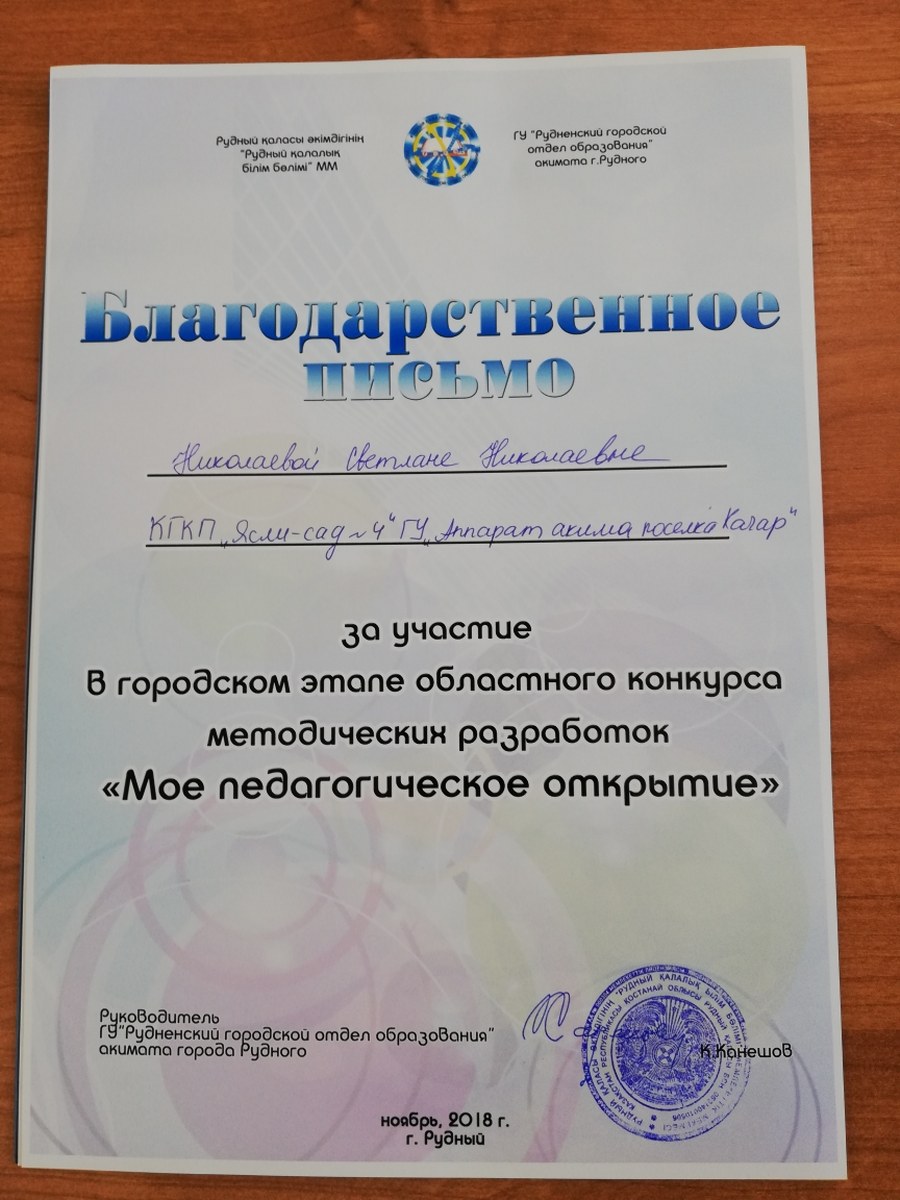 Рудный қаласы әкімдігінің
"Рудный қалалық
білім бөлімі" ММ
ГУ "Рудненский городской
отдел образования"
акимата г.Рудного
Благодарственное
письмо
Николаевой Светлане Николаевне
КГКП „Ясли-сад №4" ГУ „Аппарат акима поселка Качар"
за участие
в городском этапе областного конкурса
методических разработок
«Мое педагогическое открытие»
Руководитель
ГУ"Рудненский городской отдел образования"
акимата города Рудного
К.Канешов
ноябрь, 2018 г.
г. Рудный